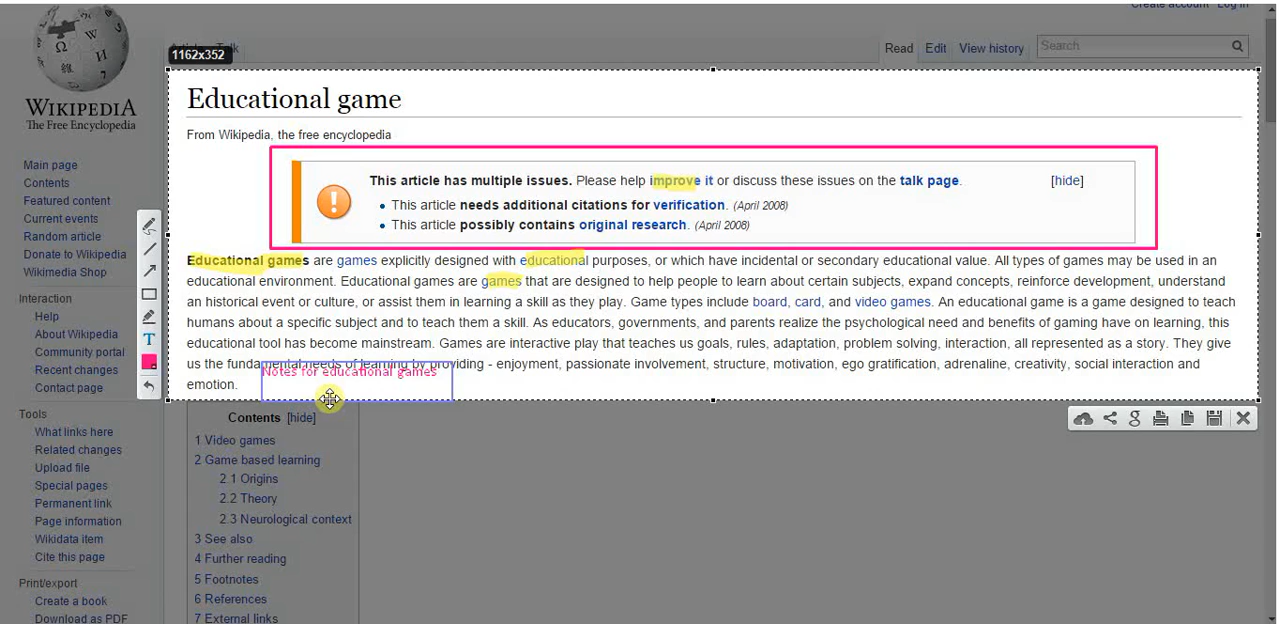 Create account Log in
WIKIPEDIA
The Free Encyclopedia
1162x352
Talk
Read Edit View history
Search
Educational game
From Wikipedia, the free encyclopedia
This article has multiple issues. Please help improve it or discuss these issues on the talk page.
[hide]
This article needs additional citations for verification. (April 2008)
This article possibly contains original research. (April 2008)
Educational games are games explicitly designed with educational purposes, or which have incidental or secondary educational value. All types of games may be used in an
educational environment. Educational games are games that are designed to help people to learn about certain subjects, expand concepts, reinforce development, understand
an historical event or culture, or assist them in learning a skill as they play. Game types include board, card, and video games. An educational game is a game designed to teach
humans about a specific subject and to teach them a skill. As educators, governments, and parents realize the psychological need and benefits of gaming have on learning, this
educational tool has become mainstream. Games are interactive play that teaches us goals, rules, adaptation, problem solving, interaction, all represented as a story. They give
us the fundamental needs of learning by providing - enjoyment, passionate involvement, structure, motivation, ego gratification, adrenaline, creativity, social interaction and
emotion.
Notes for educational games
Main page
Contents
Featured content
Current events
Random article
Donate to Wikipedia
Wikimedia Shop
Interaction
Help
About Wikipedia
Community portal
Recent changes
Contact page
Tools
What links here
Related changes
Upload file
Special pages
Permanent link
Page information
Wikidata item
Cite this page
Print/export
Create a book
Download as PDF
Contents [hide]
1 Video games
2 Game based learning
2.1 Origins
2.2 Theory
2.3 Neurological context
3 See also
4 Further reading
5 Footnotes
6 References
7 External links